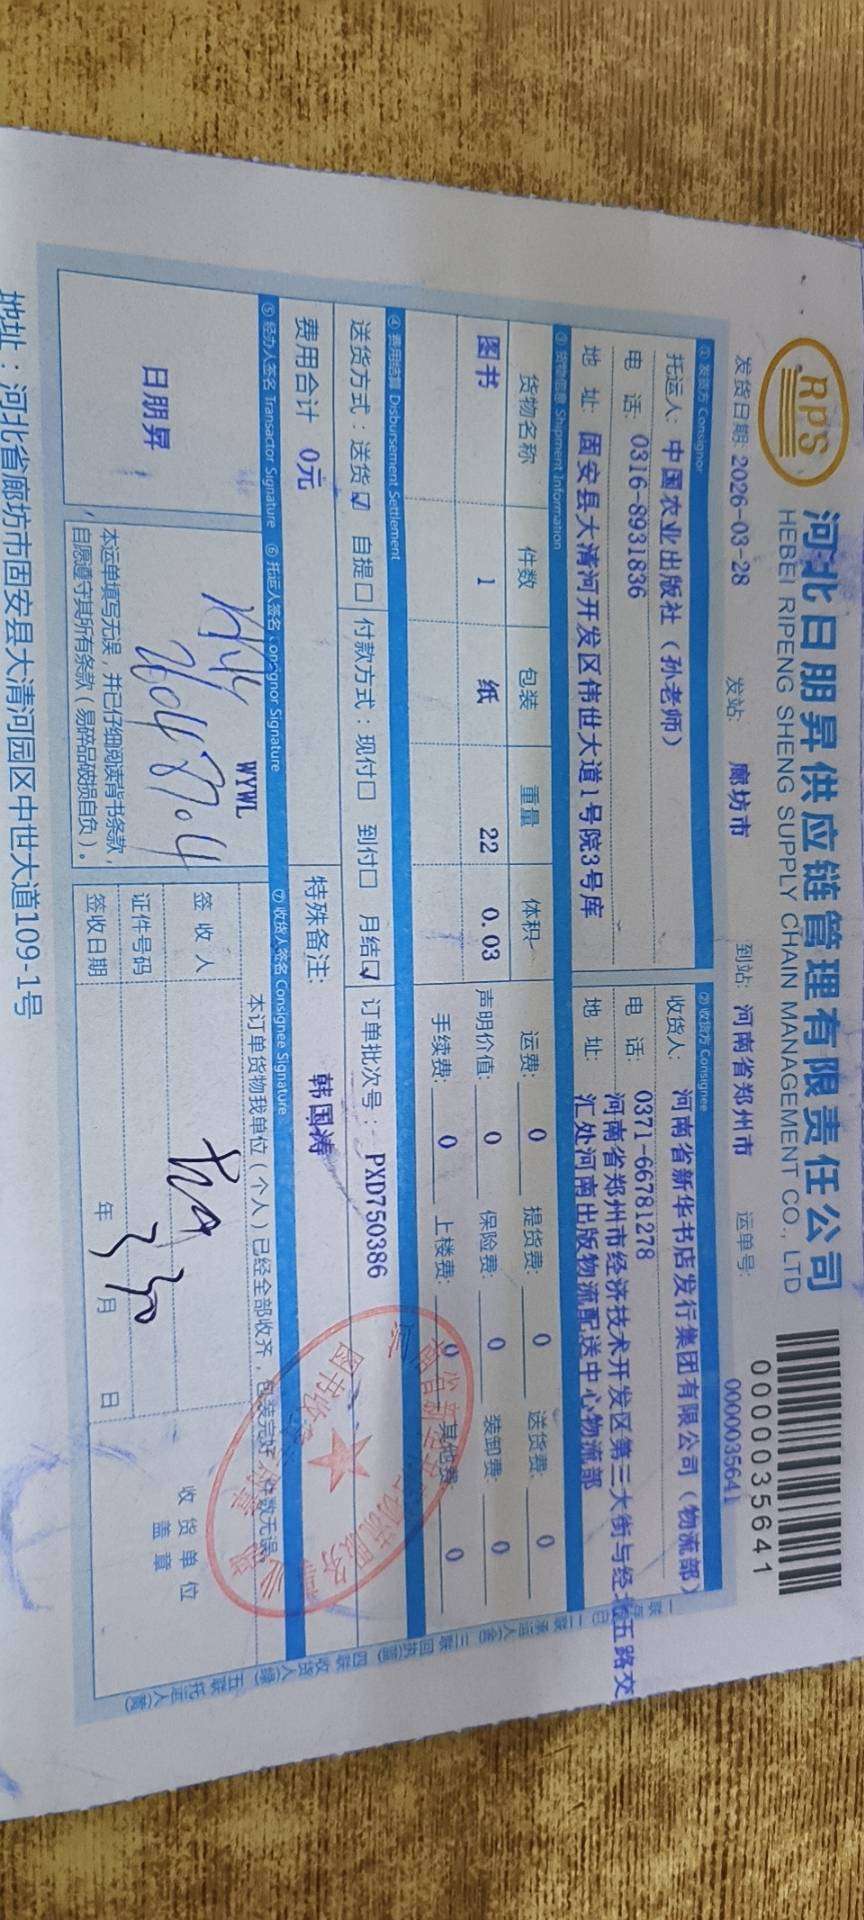 RPS
河北日朋昇供应链管理有限责任公司
HEBEI RIPENG SHENG SUPPLY CHAIN MANAGEMENT CO., LTD
0000035641
发货日期: 2026-03-28 发站: 廊坊市 到站: 河南省郑州市 运单号: 0000035641
① 发货方 Consignor ② 收货方 Consignee
托运人: 中国农业出版社（孙老师） 收货人: 河南省新华书店发行集团有限公司（物流部）
电 话: 0316-8931836 电 话: 0371-66781278
地 址: 固安县大清河开发区伟世大道1号院3号库 地 址: 河南省郑州市经济技术开发区第三大街与经北五路交
汇处河南出版物流配送中心物流部
③ 货物信息 Shipment Information
货物名称 件数 包装 重量 体积 运费: 0 提货费: 0 送货费: 0
图书 1 纸 22 0.03 声明价值: 0 保险费: 0 装卸费: 0
手续费: 0 上楼费: 0 其他费: 0
④ 费用结算 Disbursement Settlement
送货方式: 送货☑ 自提☐ 付款方式: 现付☐ 到付☐ 月结☑ 订单批次号: PXD750386
费用合计 0元 特殊备注: 韩国涛
⑤ 经办人签名 Transactor Signature ⑥ 托运人签名 Consignor Signature ⑦ 收货人签名 Consignee Signature
日朋昇
WYWL
本运单填写无误，并已仔细阅读背书条款，
自愿遵守其所有条款（易碎品破损自负）。
本订单货物我单位（个人）已经全部收齐，包装完好，件数无误。
签收人
证件号码
签收日期 年 3 月 30 日
收货单位
盖章
地址：河北省廊坊市固安县大清河园区中世大道109-1号